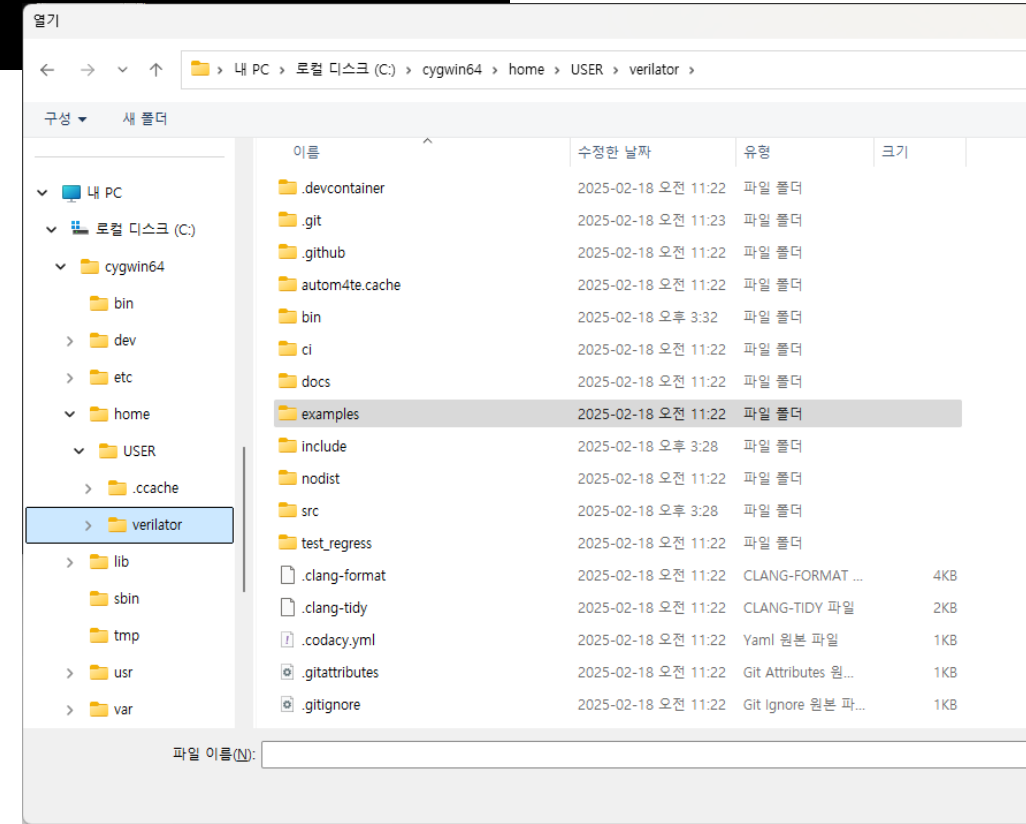 열기
내 PC › 로컬 디스크 (C:) › cygwin64 › home › USER › verilator ›
구성 새 폴더
이름 수정한 날짜 유형 크기
내 PC
로컬 디스크 (C:)
cygwin64
bin
dev
etc
home
USER
.ccache
verilator
lib
sbin
tmp
usr
var
.devcontainer 2025-02-18 오전 11:22 파일 폴더
.git 2025-02-18 오전 11:23 파일 폴더
.github 2025-02-18 오전 11:22 파일 폴더
autom4te.cache 2025-02-18 오전 11:22 파일 폴더
bin 2025-02-18 오후 3:32 파일 폴더
ci 2025-02-18 오전 11:22 파일 폴더
docs 2025-02-18 오전 11:22 파일 폴더
examples 2025-02-18 오전 11:22 파일 폴더
include 2025-02-18 오후 3:28 파일 폴더
nodist 2025-02-18 오전 11:22 파일 폴더
src 2025-02-18 오후 3:28 파일 폴더
test_regress 2025-02-18 오전 11:22 파일 폴더
.clang-format 2025-02-18 오전 11:22 CLANG-FORMAT ... 4KB
.clang-tidy 2025-02-18 오전 11:22 CLANG-TIDY 파일 2KB
.codacy.yml 2025-02-18 오전 11:22 Yaml 원본 파일 1KB
.gitattributes 2025-02-18 오전 11:22 Git Attributes 원... 1KB
.gitignore 2025-02-18 오전 11:22 Git Ignore 원본 파... 1KB
파일 이름(N):